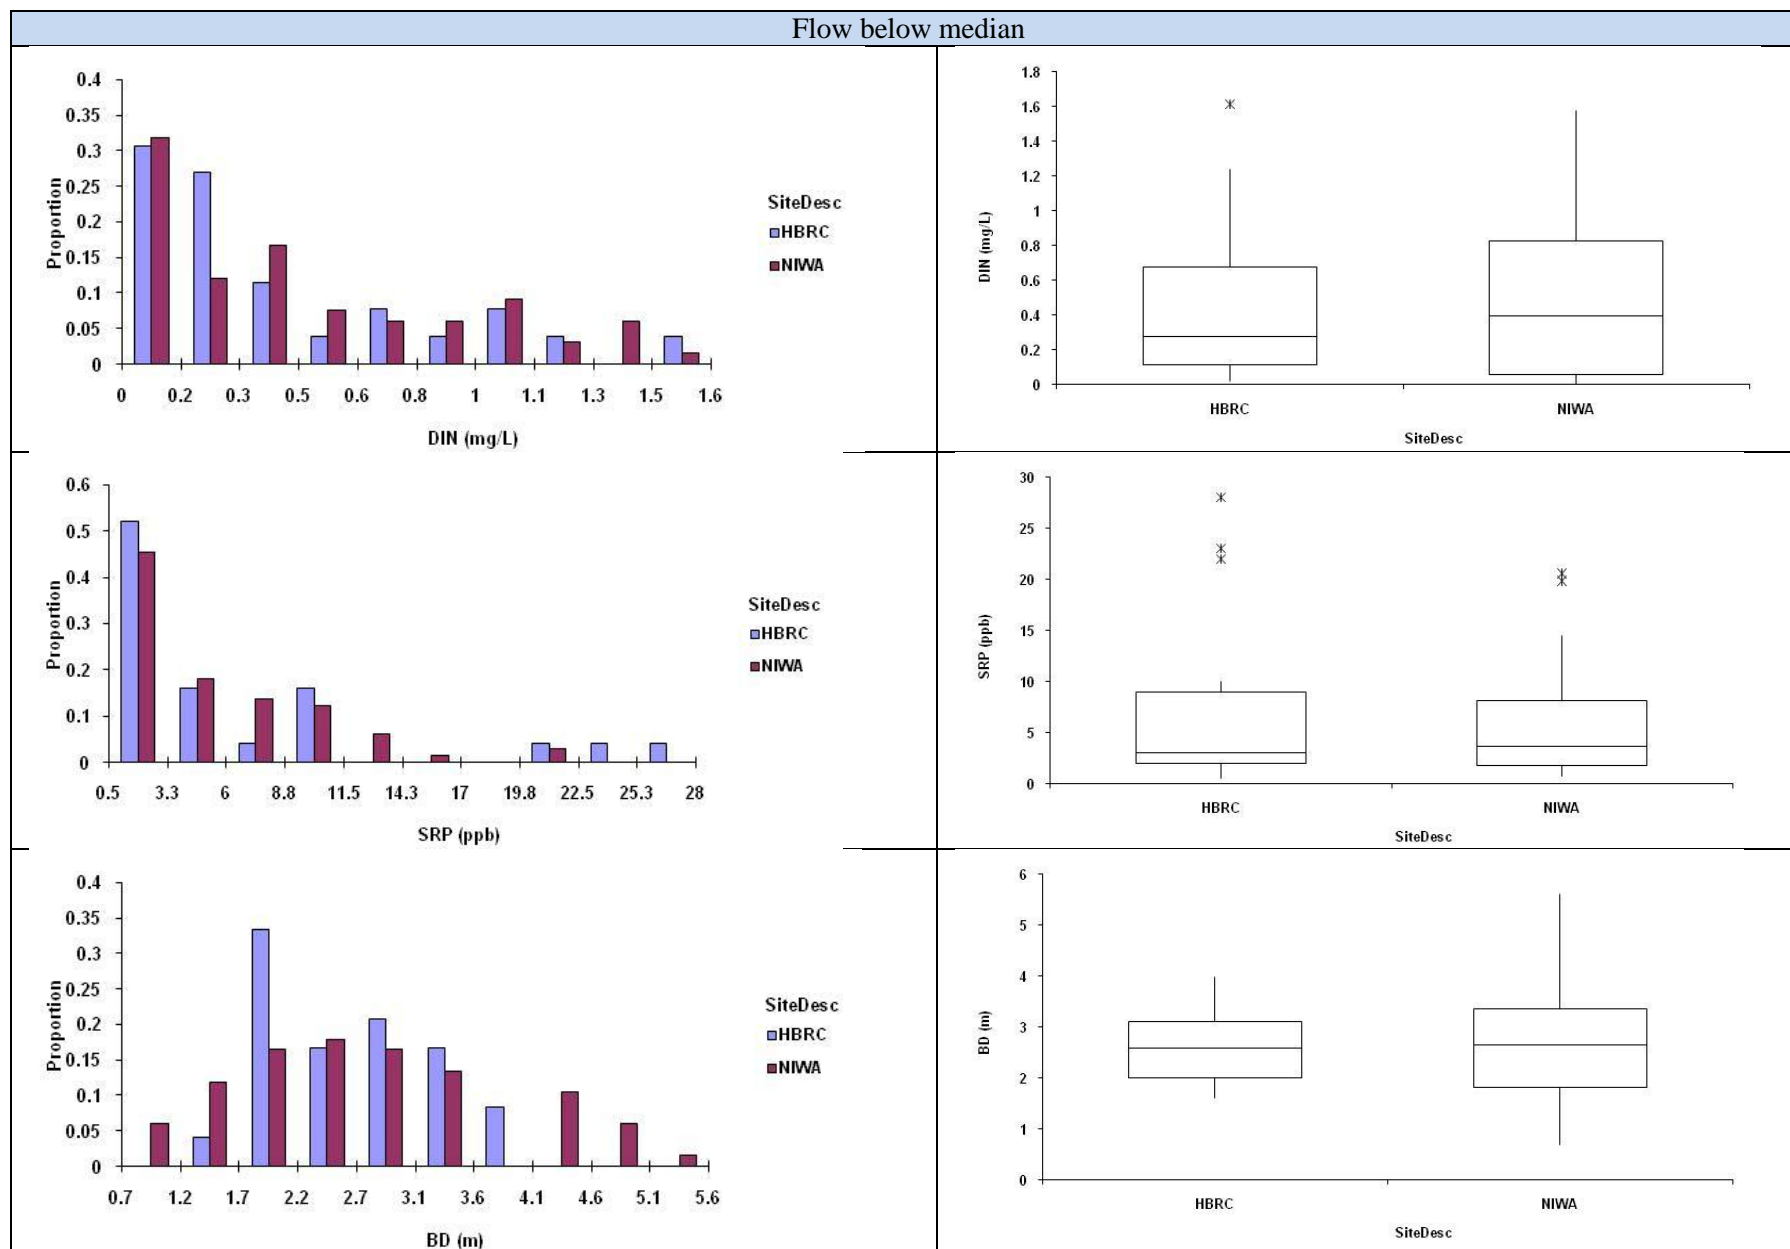 Flow below median
0.4
0.35
0.3
0.25
0.2
0.15
0.1
0.05
0
Proportion
0 0.2 0.3 0.5 0.6 0.8 1 1.1 1.3 1.5 1.6
DIN (mg/L)
SiteDesc
HBRC
NIWA
1.8
1.6
1.4
1.2
1
0.8
0.6
0.4
0.2
0
DIN (mg/L)
HBRC NIWA
SiteDesc
0.6
0.5
0.4
0.3
0.2
0.1
0
Proportion
0.5 3.3 6 8.8 11.5 14.3 17 19.8 22.5 25.3 28
SRP (ppb)
SiteDesc
HBRC
NIWA
30
25
20
15
10
5
0
SRP (ppb)
HBRC NIWA
SiteDesc
0.4
0.35
0.3
0.25
0.2
0.15
0.1
0.05
0
Proportion
0.7 1.2 1.7 2.2 2.7 3.1 3.6 4.1 4.6 5.1 5.6
BD (m)
SiteDesc
HBRC
NIWA
6
5
4
3
2
1
0
BD (m)
HBRC NIWA
SiteDesc